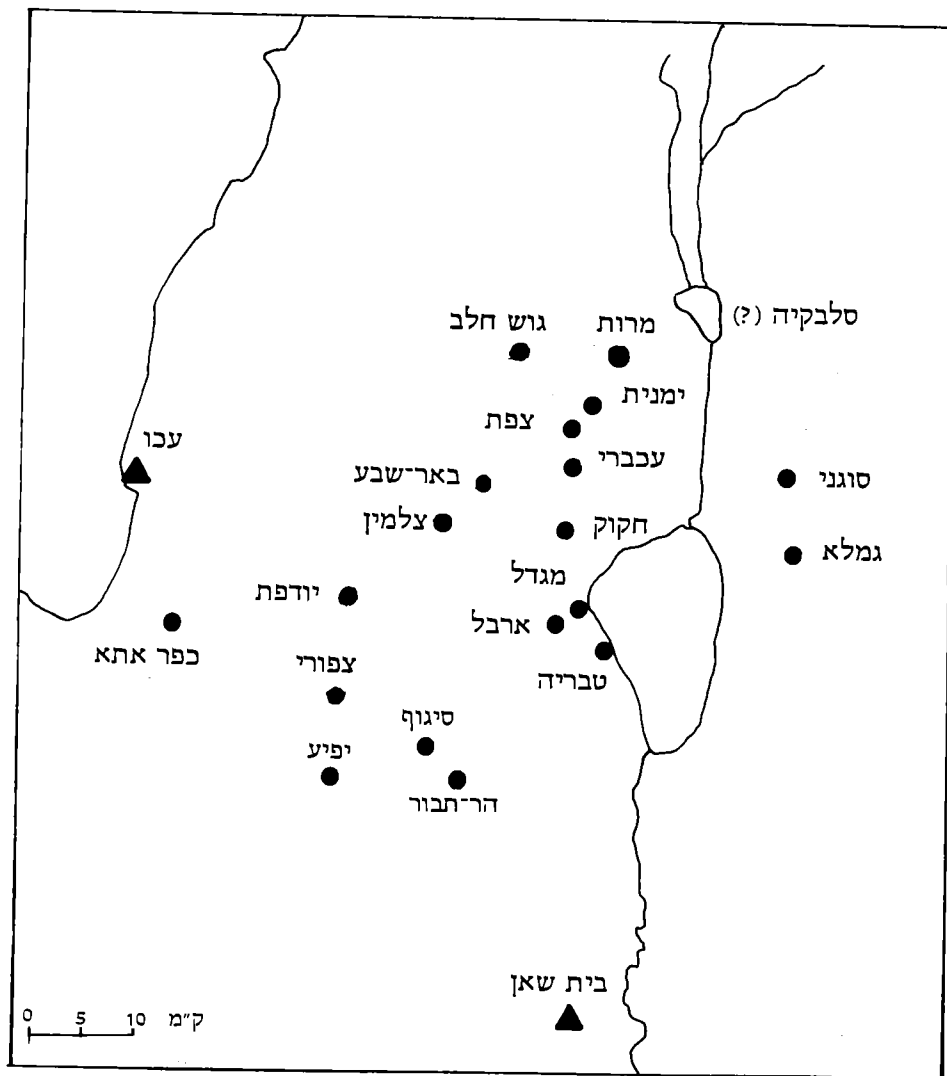 סלבקיה (?)
גוש חלב
מרות
ימנית
צפת
עכברי
עכו
באר־שבע
סוגני
צלמין
חקוק
גמלא
מגדל
יודפת
ארבל
כפר אתא
טבריה
צפורי
סיגוף
יפיע
הר־תבור
בית שאן
0 5 10 ק״מ